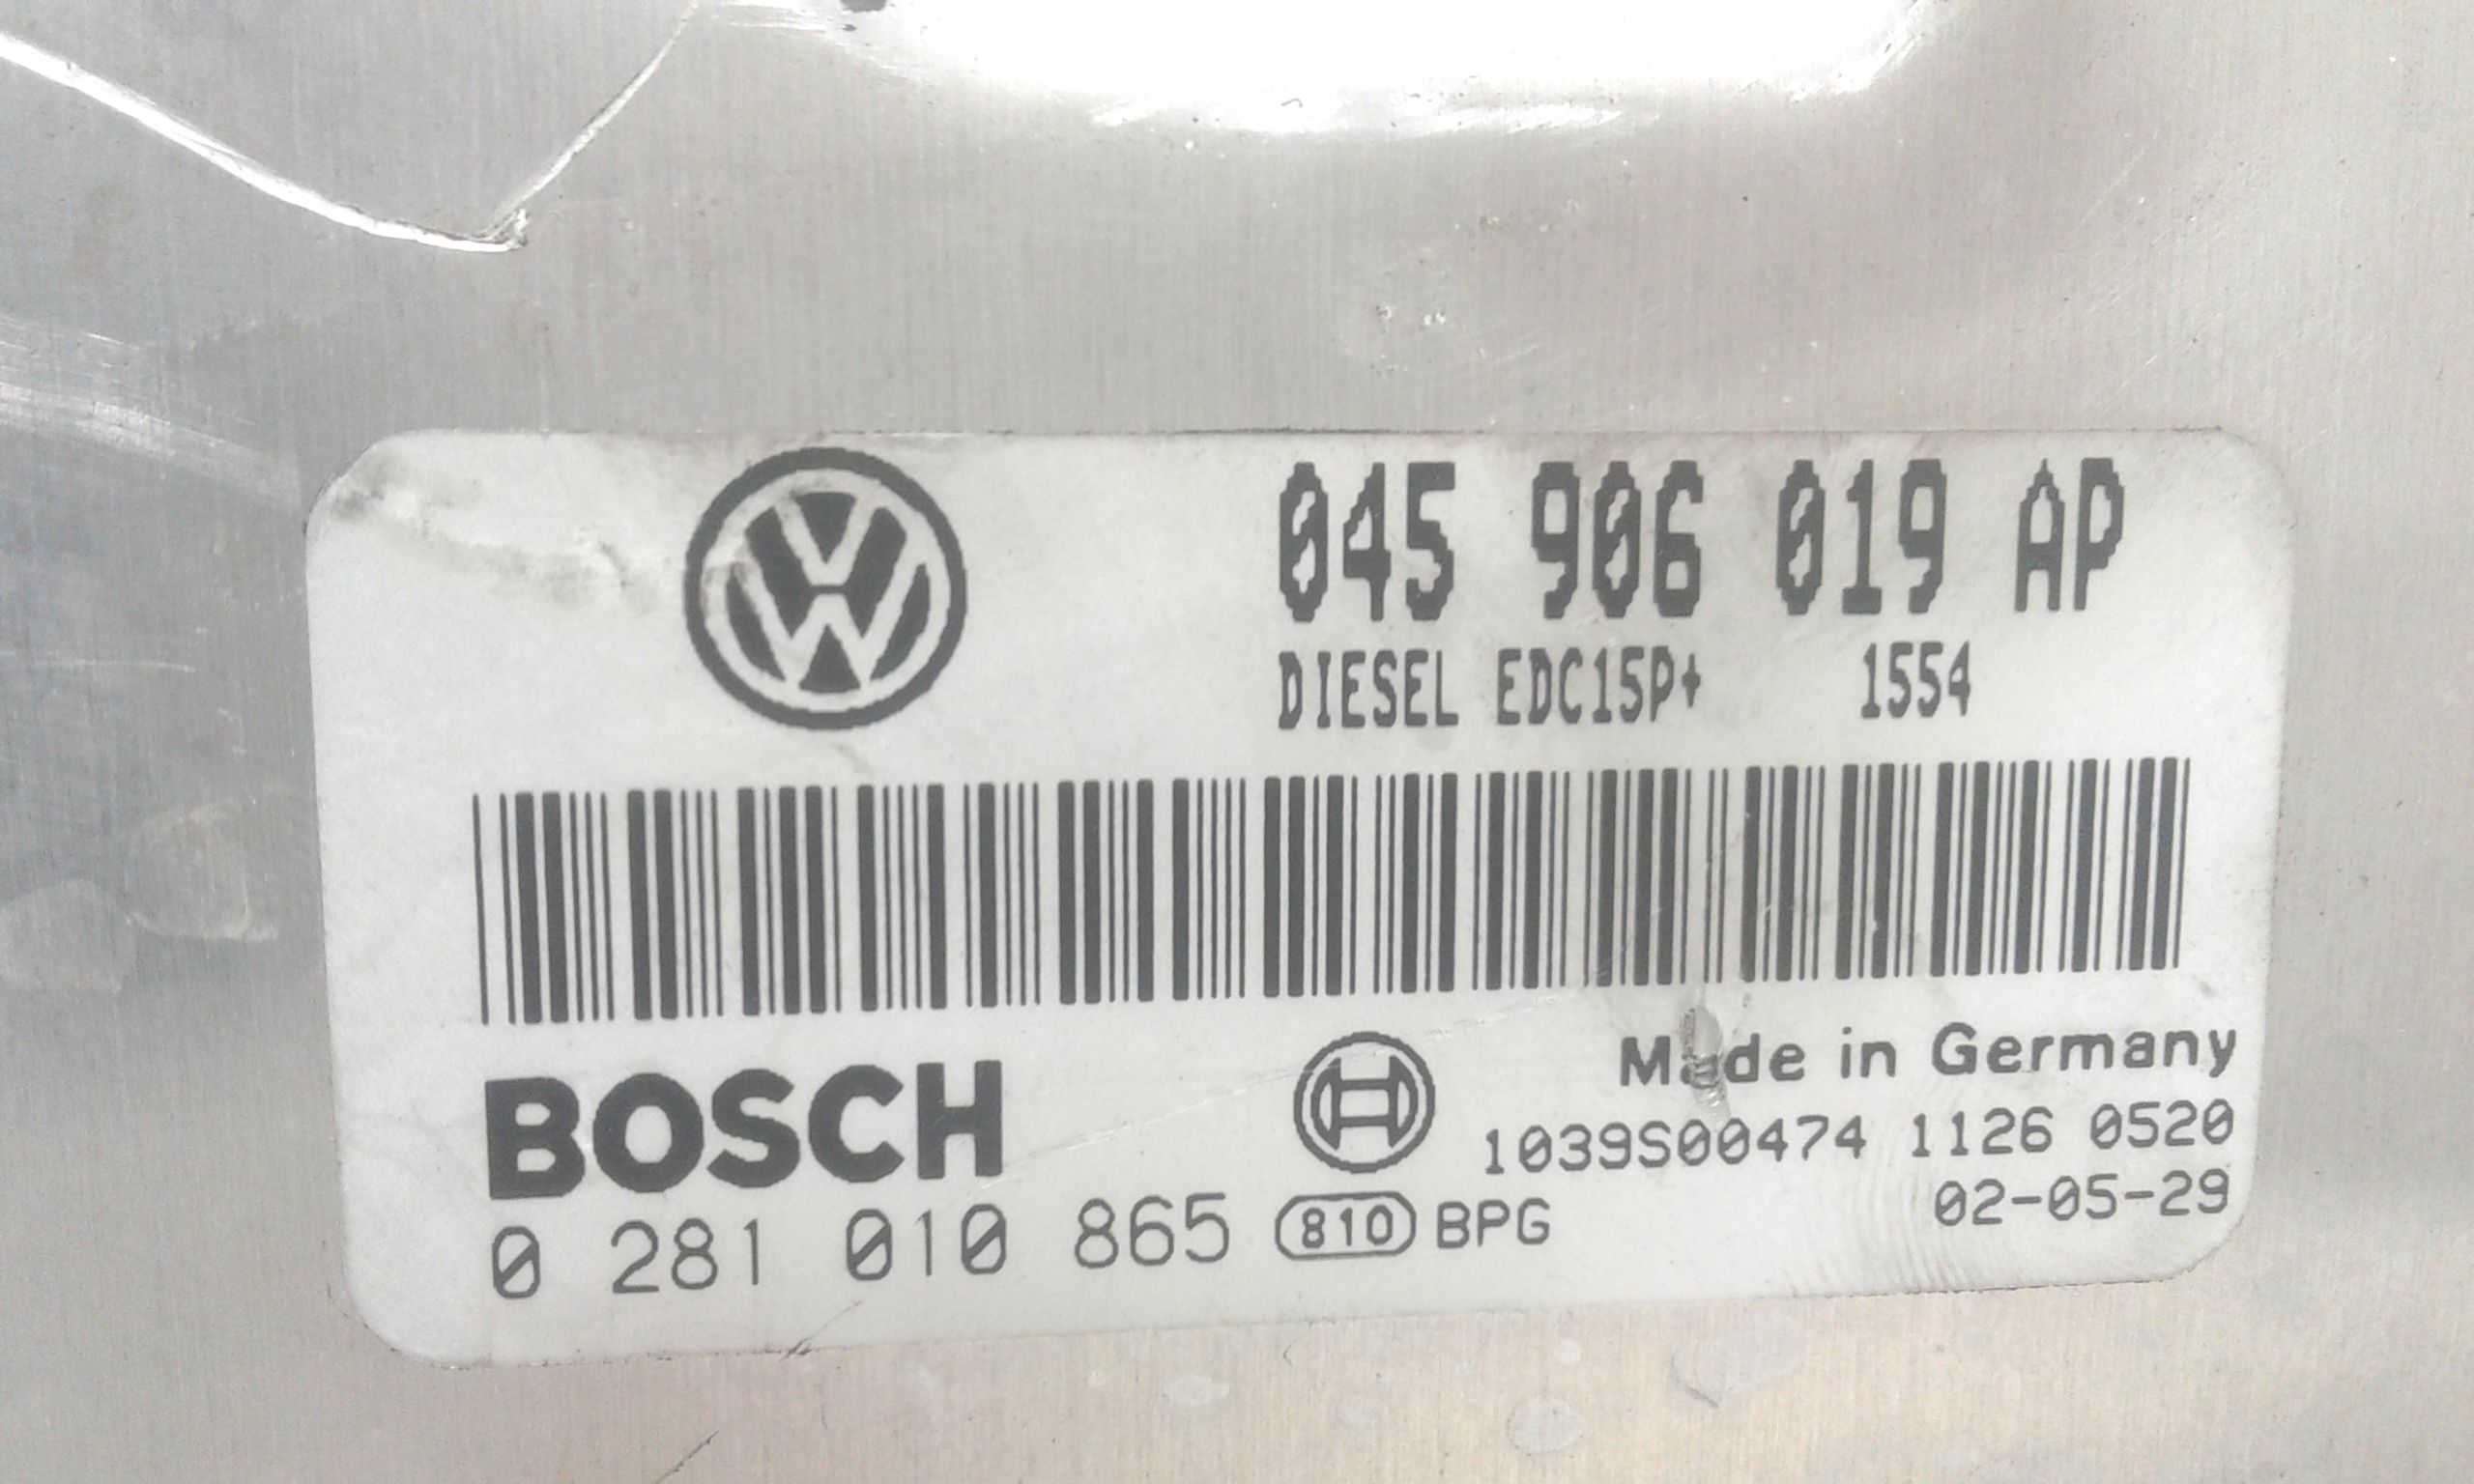 045 906 019 AP
DIESEL EDC15P+ 1554
BOSCH
Made in Germany
1039S00474 1126 0520
0 281 010 865 810 BPG
02-05-29